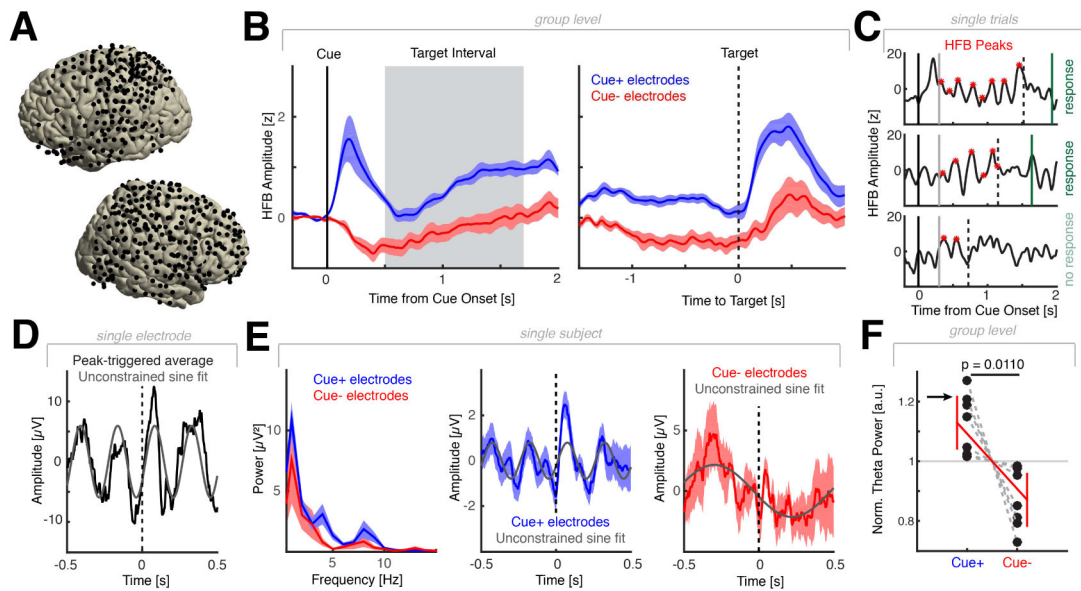 A
B
group level
Cue
Target Interval
Target
Cue+ electrodes
Cue- electrodes
HFB Amplitude [z]
2
0
0
1
2
Time from Cue Onset [s]
-1
0
Time to Target [s]
C
single trials
HFB Peaks
HFB Amplitude [z]
20
0
response
20
0
response
20
0
no response
0
1
2
Time from Cue Onset [s]
D
single electrode
Peak-triggered average
Unconstrained sine fit
Amplitude [µV]
10
0
-10
-0.5
0
0.5
Time [s]
E
single subject
Cue+ electrodes
Cue- electrodes
Power [µV²]
10
5
0
5
10
Frequency [Hz]
Amplitude [µV]
2
0
-2
Cue+ electrodes
Unconstrained sine fit
-0.5
0
0.5
Time [s]
Cue- electrodes
Unconstrained sine fit
Amplitude [µV]
5
0
-0.5
0
0.5
Time [s]
F
group level
p = 0.0110
Norm. Theta Power [a.u.]
1.2
1
0.8
Cue+
Cue-